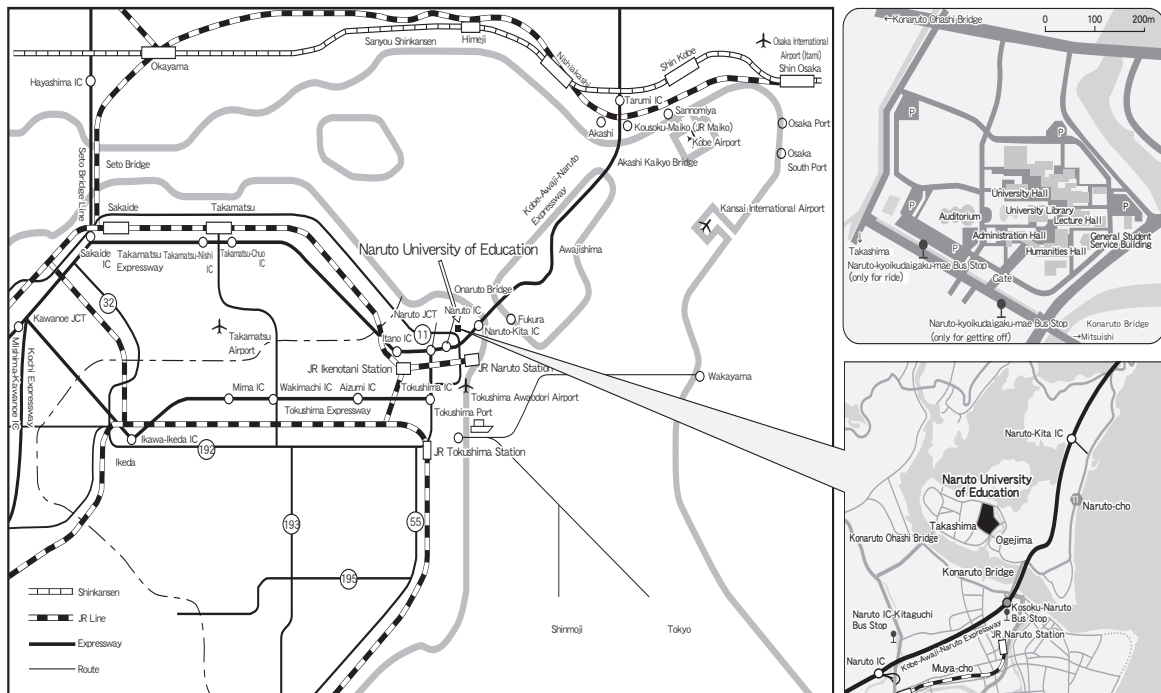 Sanyou Shinkansen
Himeji
Okayama
Nishiakashi
Shin Kobe
Osaka International
Airport (Itami)
Shin Osaka
Hayashima IC
Tarumi IC
Sannomiya
Akashi
Kousoku-Maiko (JR Maiko)
Kobe Airport
Osaka Port
Osaka
South Port
Akashi Kaikyo Bridge
Seto Bridge Line
Seto Bridge
Kobe-Awaji-Naruto
Expressway
Kansai International Airport
Sakaide
Takamatsu
Sakaide
IC
Takamatsu
Expressway
Takamatsu-Nishi
IC
Takamatsu-Chuo
IC
Naruto University of Education
Awajishima
Onaruto Bridge
32
Naruto JCT
Naruto IC
11
Fukura
Naruto-Kita IC
Kawanoe JCT
Takamatsu
Airport
Itano IC
Mishima-Kawanoe IC
Kochi Expressway
JR Ikenotani Station
JR Naruto Station
Wakayama
Mima IC
Wakimachi IC
Aizumi IC
Tokushima IC
Tokushima Expressway
Tokushima Awaodori Airport
Tokushima Port
Ikawa-Ikeda IC
192
JR Tokushima Station
Ikeda
193
55
195
Shinkansen
JR Line
Expressway
Route
Shinmoji
Tokyo
←Konaruto Ohashi Bridge
0 100 200m
P
P
University Hall
P
P
Auditorium
University Library
Lecture Hall
Administration Hall
P
General Student
Service Building
Humanities Hall
↓
Takashima
Naruto-kyoikudaigaku-mae Bus Stop
(only for ride)
Gate
Naruto-kyoikudaigaku-mae Bus Stop
(only for getting off)
Konaruto Bridge
→Mitsuishi
Naruto-Kita IC
Naruto University
of Education
11
Naruto-cho
Takashima
Ogejima
Konaruto Ohashi Bridge
Konaruto Bridge
Naruto IC-Kitaguchi
Bus Stop
Kosoku-Naruto
Bus Stop
JR Naruto Station
Kobe-Awaji-Naruto Expressway
Naruto IC
Muya-cho